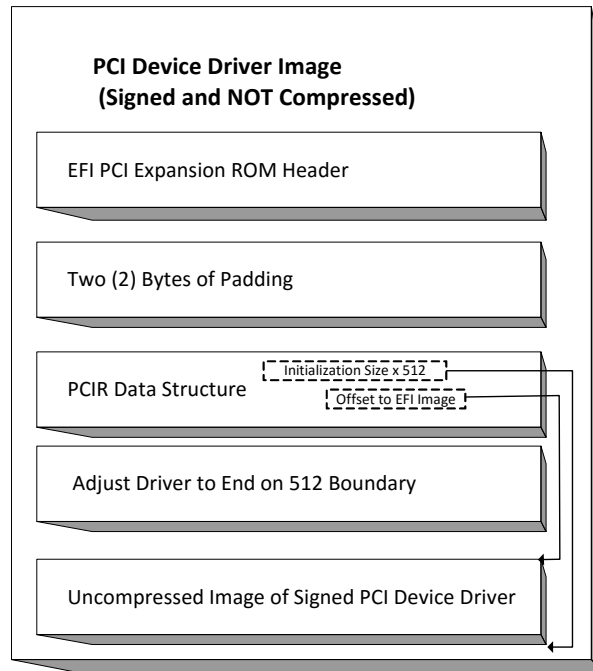 PCI Device Driver Image
(Signed and NOT Compressed)
EFI PCI Expansion ROM Header
Two (2) Bytes of Padding
Initialization Size x 512
PCIR Data Structure
Offset to EFI Image
Adjust Driver to End on 512 Boundary
Uncompressed Image of Signed PCI Device Driver